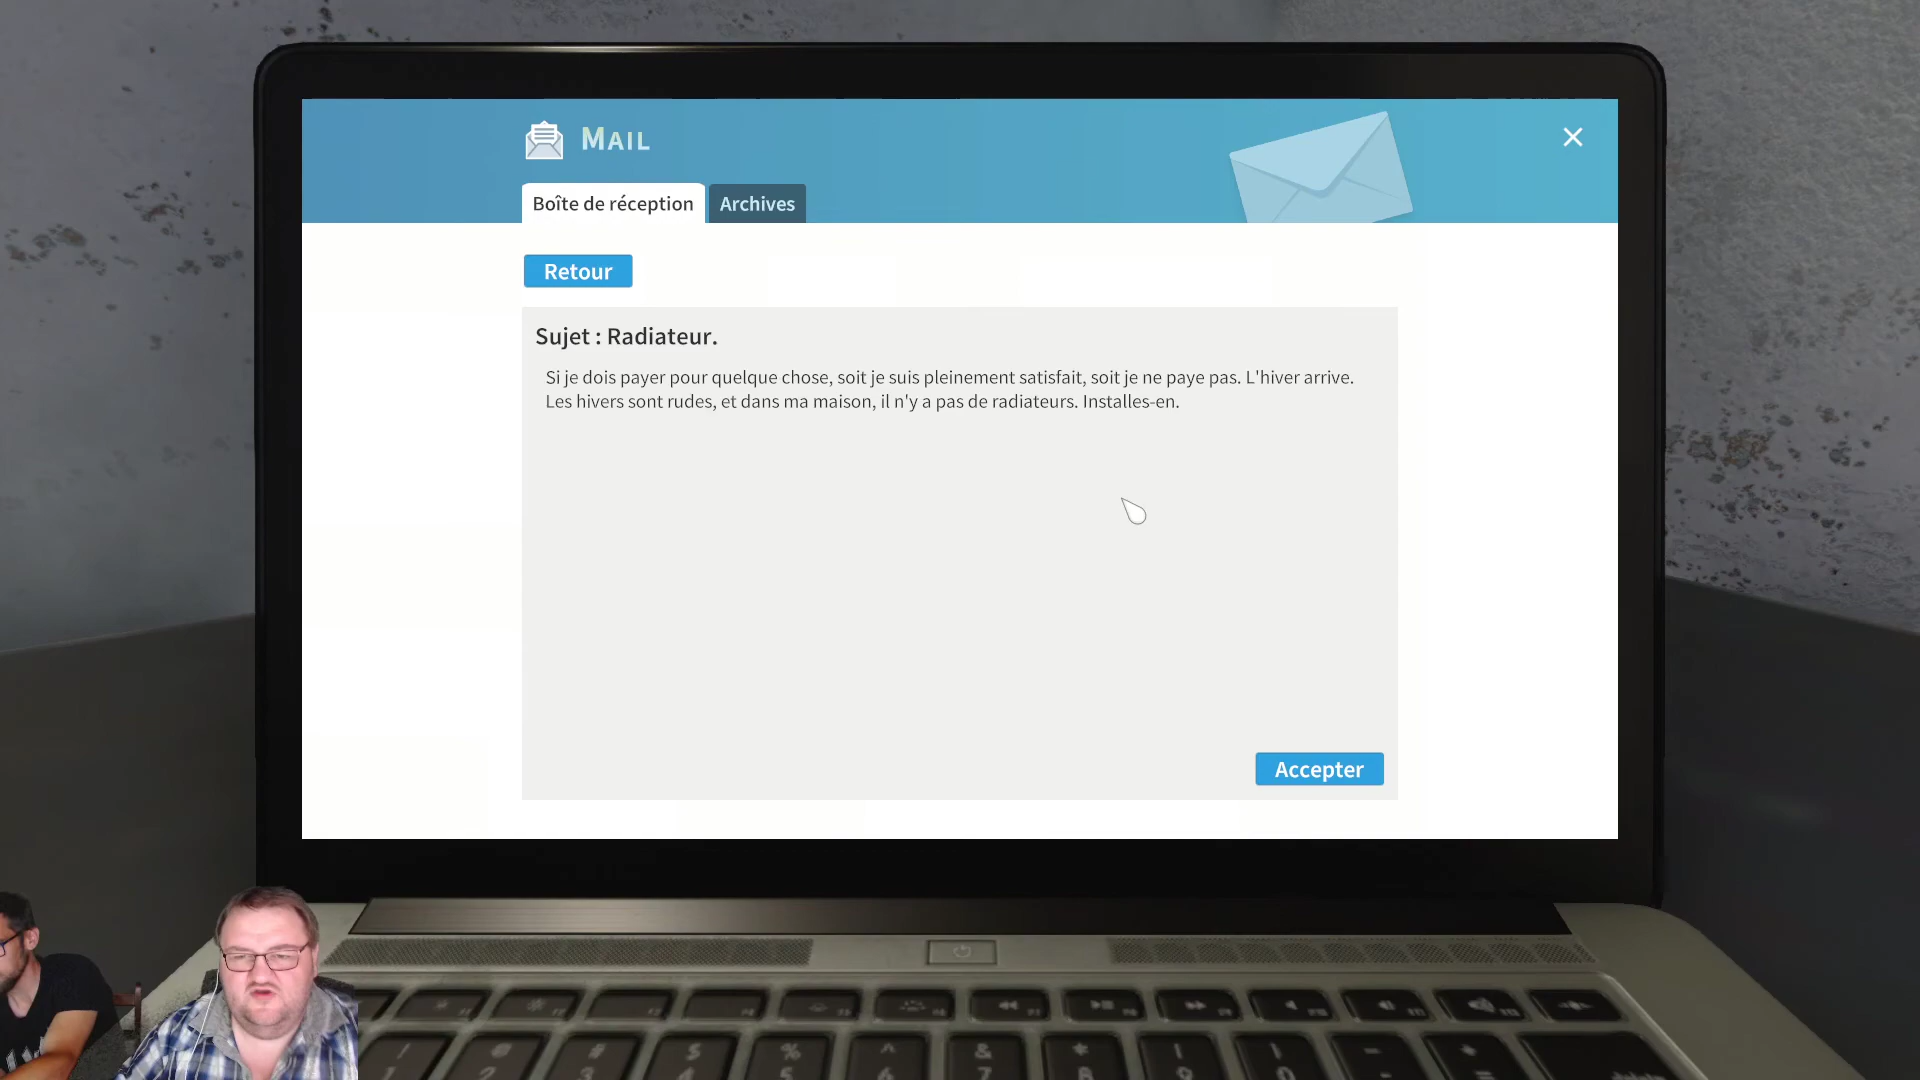 MAIL
Boîte de réception
Archives
Retour
Sujet : Radiateur.
Si je dois payer pour quelque chose, soit je suis pleinement satisfait, soit je ne paye pas. L'hiver arrive.
Les hivers sont rudes, et dans ma maison, il n'y a pas de radiateurs. Installes-en.
Accepter